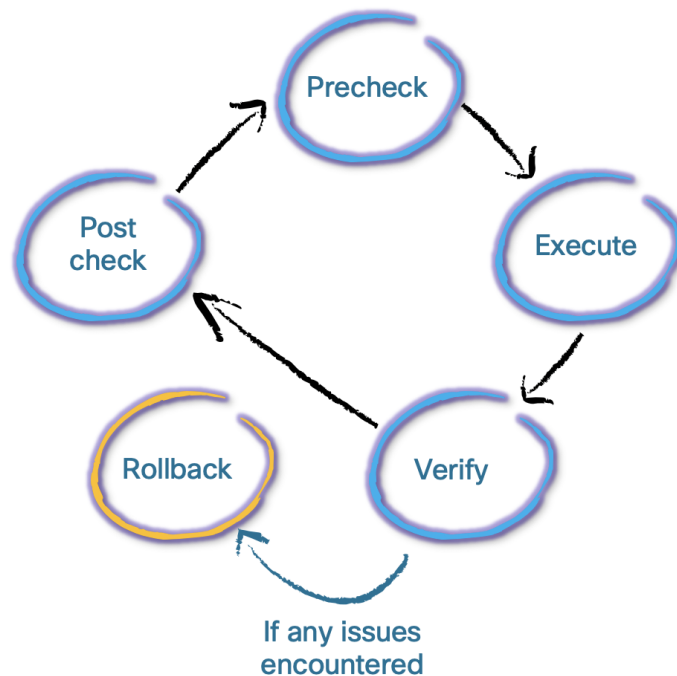 Precheck
Execute
Post
check
Rollback
Verify
If any issues
encountered